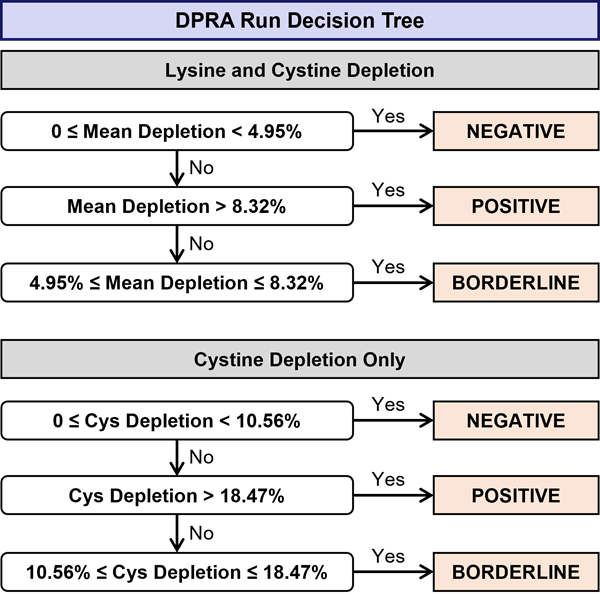 DPRA Run Decision Tree
Lysine and Cystine Depletion
0 ≤ Mean Depletion < 4.95%
Yes
NEGATIVE
No
Mean Depletion > 8.32%
Yes
POSITIVE
No
4.95% ≤ Mean Depletion ≤ 8.32%
Yes
BORDERLINE
Cystine Depletion Only
0 ≤ Cys Depletion < 10.56%
Yes
NEGATIVE
No
Cys Depletion > 18.47%
Yes
POSITIVE
No
10.56% ≤ Cys Depletion ≤ 18.47%
Yes
BORDERLINE